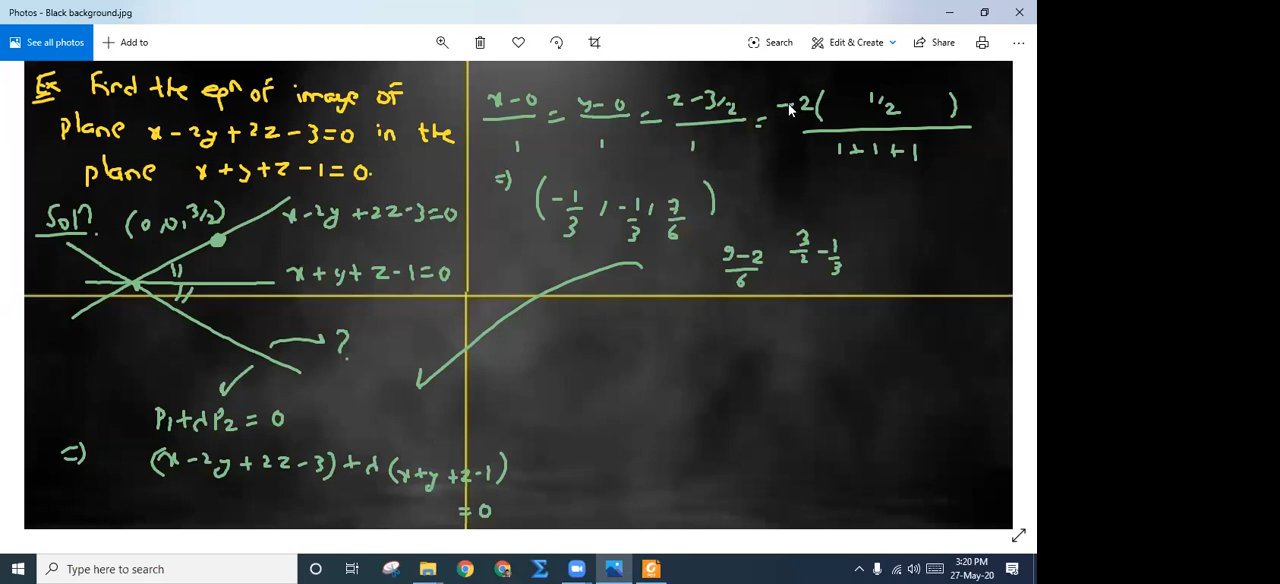 Photos - Black background.jpg
See all photos
Add to
Search
Edit & Create
Share
Ex Find the eqn of image of
plane x-2y+2z-3=0 in the
plane x+y+z-1=0.
Soln. (0,0,3/2)
x-2y+2z-3=0
x+y+z-1=0
?
P1+λP2=0
=> (x-2y+2z-3)+λ(x+y+z-1)
=0
x-0/1 = y-0/1 = z-3/2/1 = -2(1/2)/1+1+1
=> (-1/3, -1/3, 7/6)
9-2/6 3/2-1/3
Type here to search
3:20 PM
27-May-20